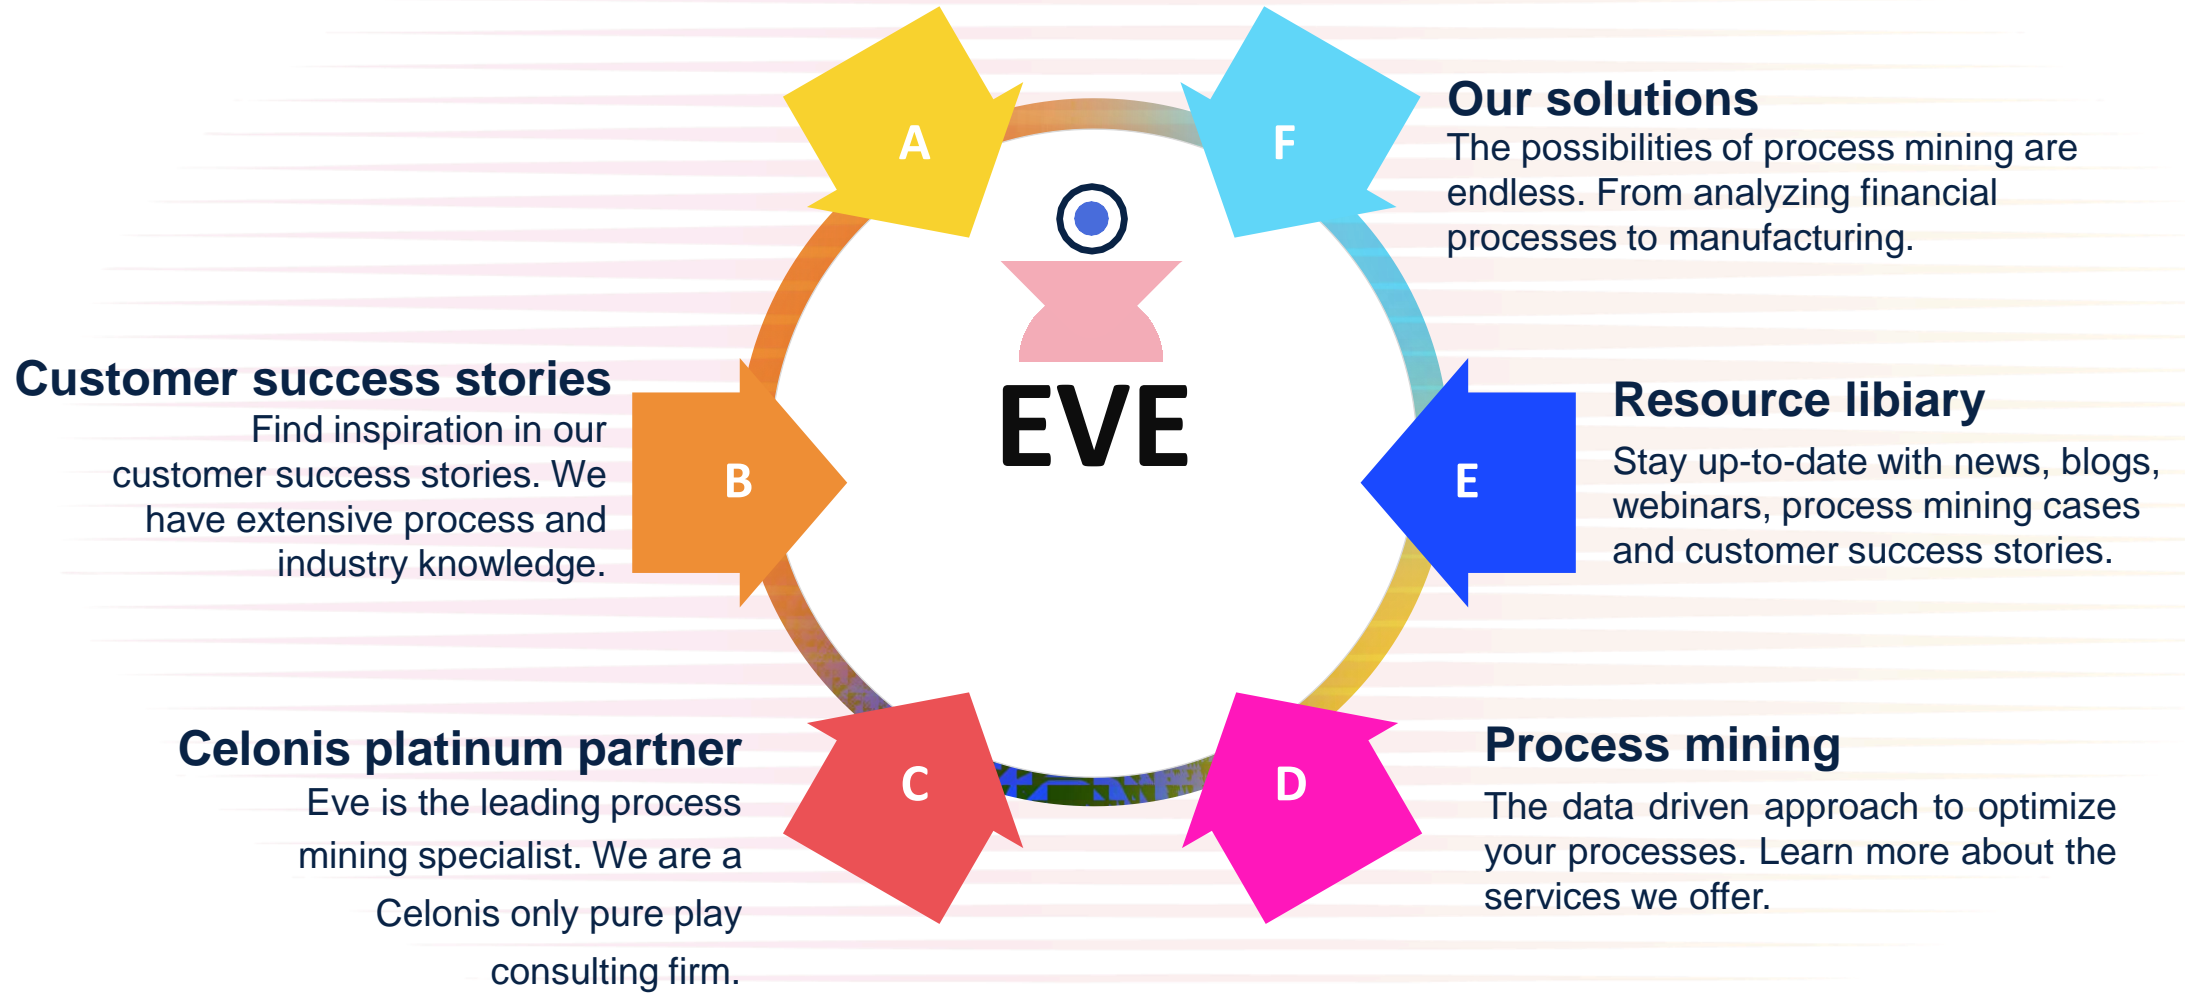 A
F
Our solutions
The possibilities of process mining are
endless. From analyzing financial
processes to manufacturing.
EVE
Customer success stories
Find inspiration in our
customer success stories. We
have extensive process and
industry knowledge.
B
E
Resource libiary
Stay up-to-date with news, blogs,
webinars, process mining cases
and customer success stories.
Celonis platinum partner
Eve is the leading process
mining specialist. We are a
Celonis only pure play
consulting firm.
C
D
Process mining
The data driven approach to optimize
your processes. Learn more about the
services we offer.